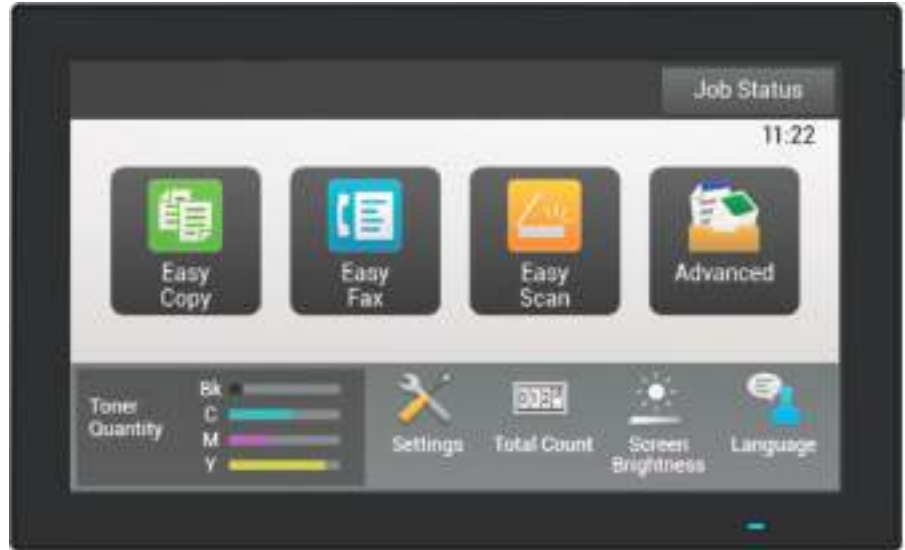 Job Status
11:22
Easy
Copy
Easy
Fax
Easy
Scan
Advanced
Toner
Quantity
Bk
C
M
Y
Settings
Total Count
Screen
Brightness
Language